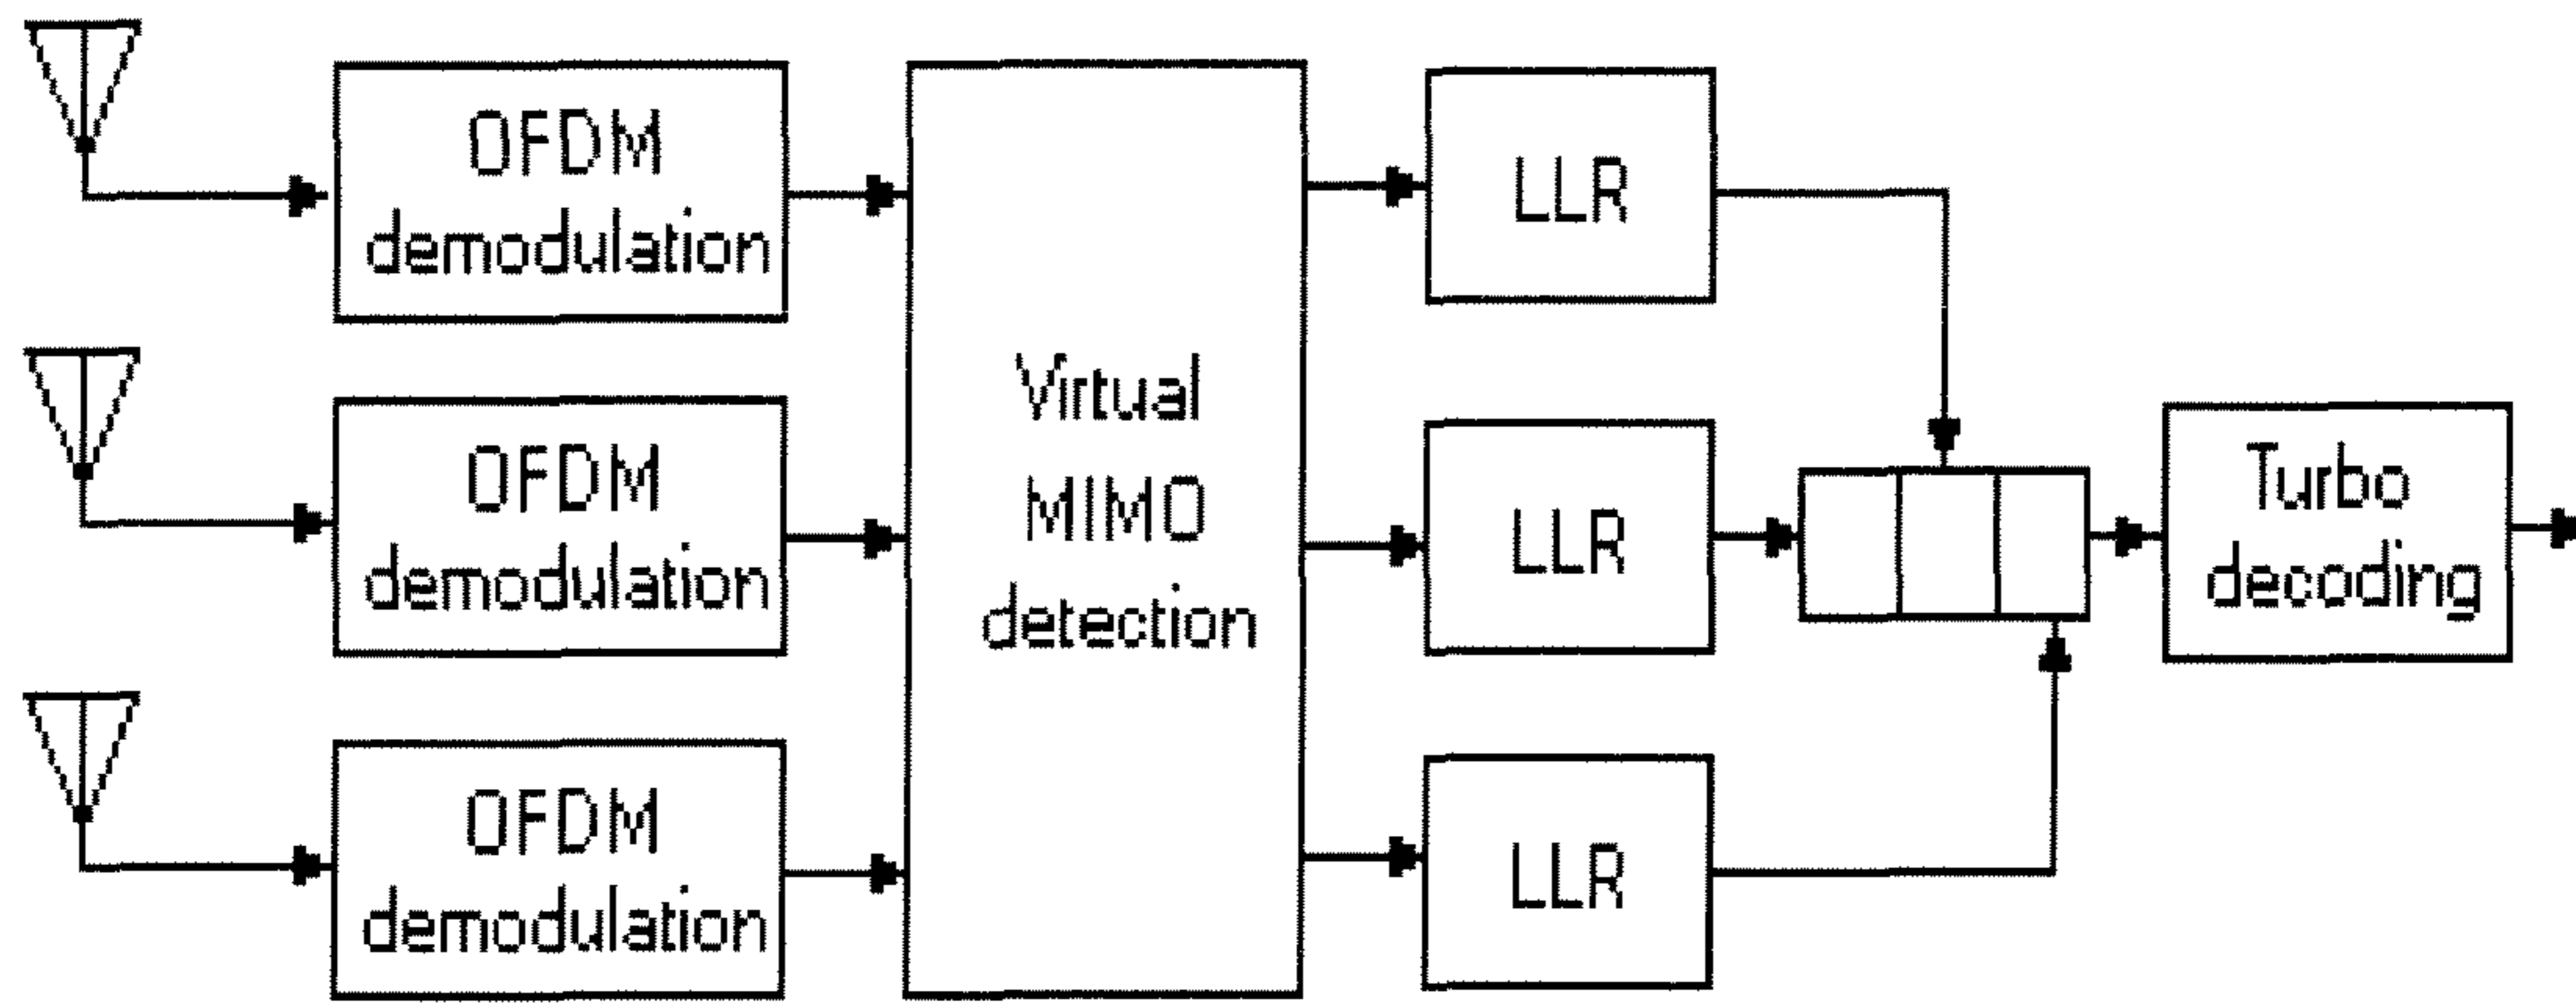 OFDM
demodulation
OFDM
demodulation
OFDM
demodulation
Virtual
MIMO
detection
LLR
LLR
LLR
Turbo
decoding